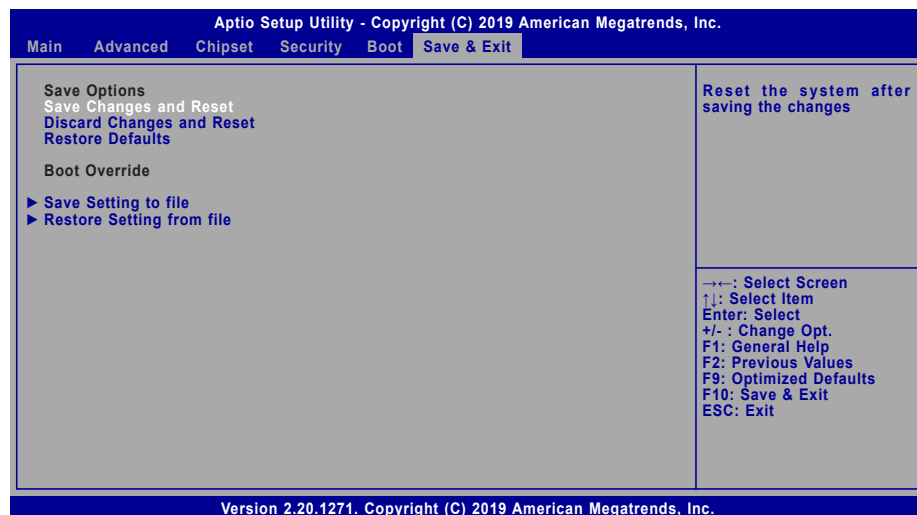 Aptio Setup Utility - Copyright (C) 2019 American Megatrends, Inc.
Main Advanced Chipset Security Boot Save & Exit
Save Options
Save Changes and Reset
Discard Changes and Reset
Restore Defaults
Boot Override
▶ Save Setting to file
▶ Restore Setting from file
Reset the system after
saving the changes
→←: Select Screen
↑↓: Select Item
Enter: Select
+/- : Change Opt.
F1: General Help
F2: Previous Values
F9: Optimized Defaults
F10: Save & Exit
ESC: Exit
Version 2.20.1271. Copyright (C) 2019 American Megatrends, Inc.